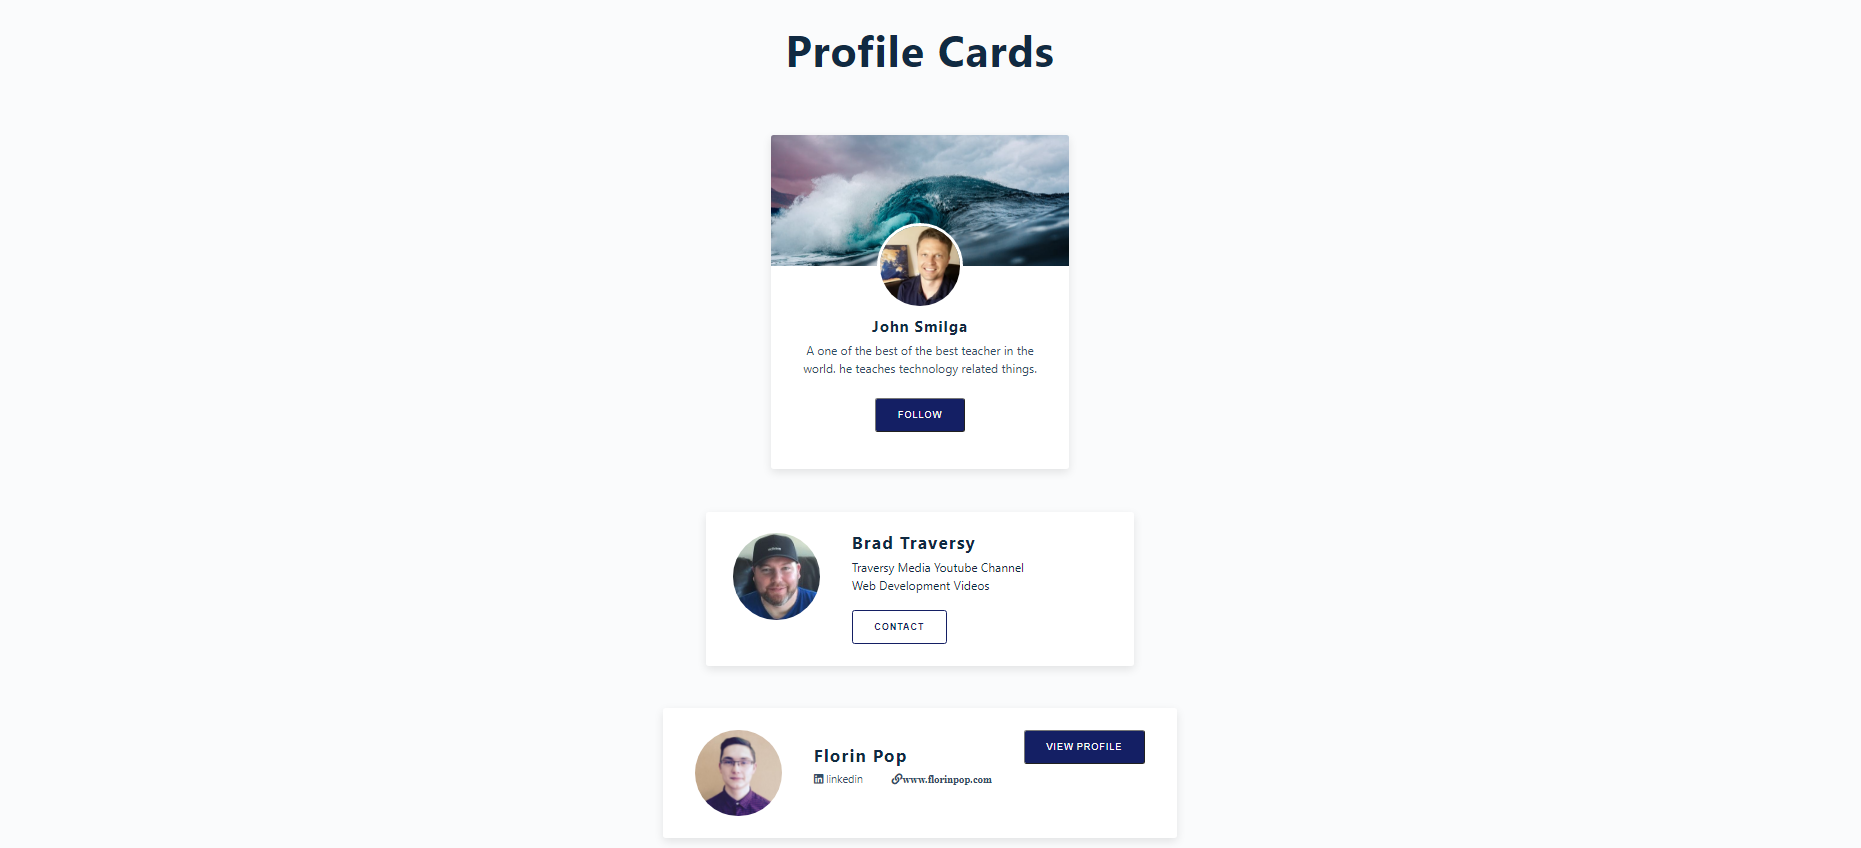 Profile Cards
John Smilga
A one of the best of the best teacher in the
world. he teaches technology related things.
FOLLOW
Brad Traversy
Traversy Media Youtube Channel
Web Development Videos
CONTACT
Florin Pop
linkedin www.florinpop.com
VIEW PROFILE